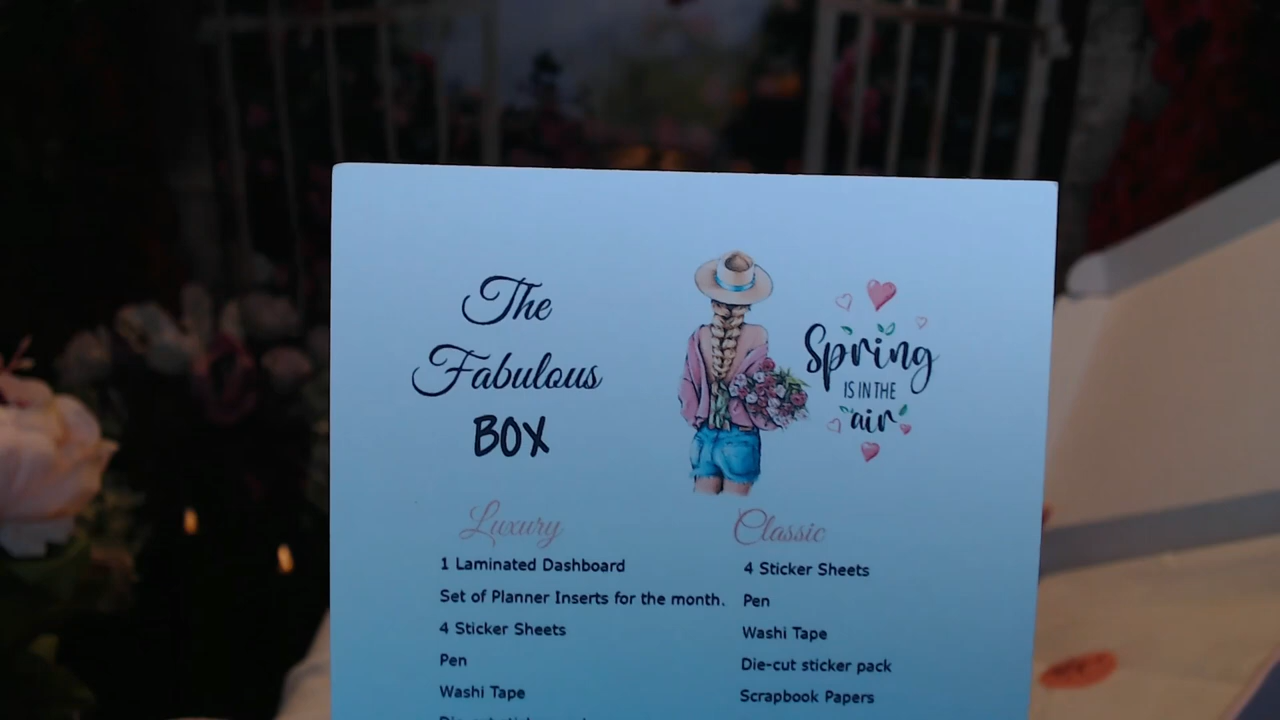 The
Fabulous
BOX
Spring
IS IN THE
air
Luxury
1 Laminated Dashboard
Set of Planner Inserts for the month.
4 Sticker Sheets
Pen
Washi Tape
Classic
4 Sticker Sheets
Pen
Washi Tape
Die-cut sticker pack
Scrapbook Papers